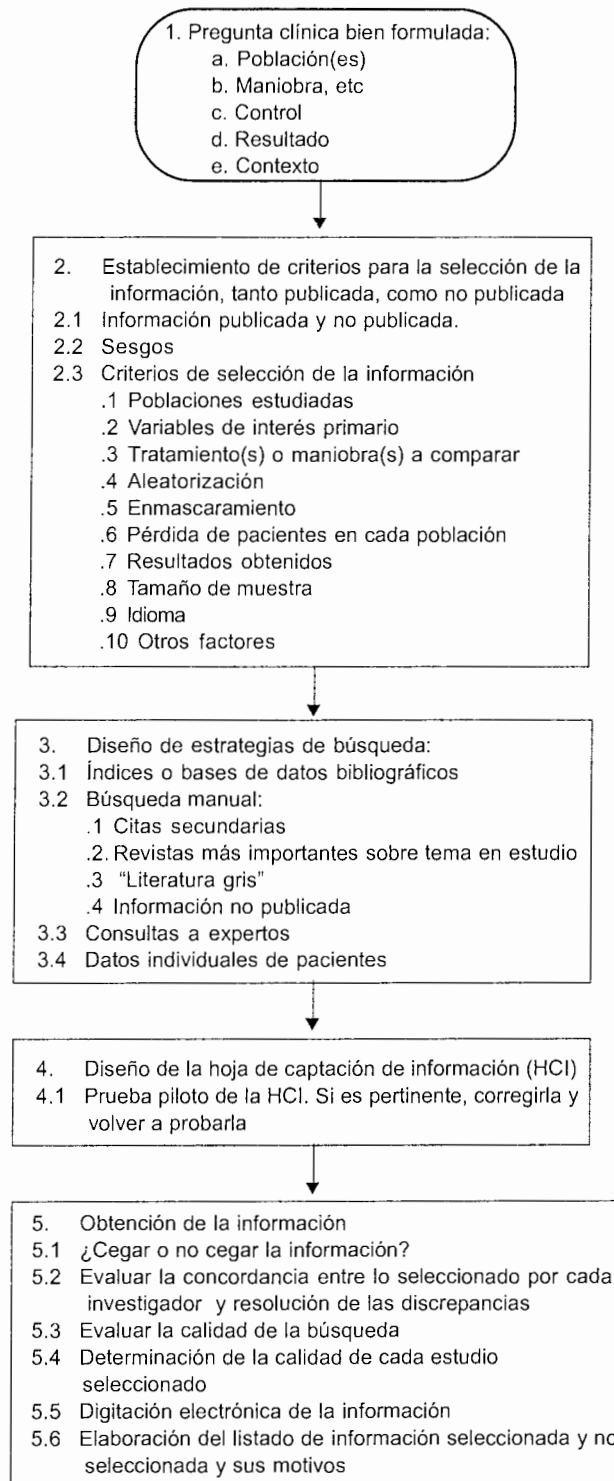 1. Pregunta clínica bien formulada:
a. Población(es)
b. Maniobra, etc
c. Control
d. Resultado
e. Contexto
2. Establecimiento de criterios para la selección de la
información, tanto publicada, como no publicada
2.1 Información publicada y no publicada.
2.2 Sesgos
2.3 Criterios de selección de la información
.1 Poblaciones estudiadas
.2 Variables de interés primario
.3 Tratamiento(s) o maniobra(s) a comparar
.4 Aleatorización
.5 Enmascaramiento
.6 Pérdida de pacientes en cada población
.7 Resultados obtenidos
.8 Tamaño de muestra
.9 Idioma
.10 Otros factores
3. Diseño de estrategias de búsqueda:
3.1 Índices o bases de datos bibliográficos
3.2 Búsqueda manual:
.1 Citas secundarias
.2. Revistas más importantes sobre tema en estudio
.3 “Literatura gris”
.4 Información no publicada
3.3 Consultas a expertos
3.4 Datos individuales de pacientes
4. Diseño de la hoja de captación de información (HCI)
4.1 Prueba piloto de la HCI. Si es pertinente, corregirla y
volver a probarla
5. Obtención de la información
5.1 ¿Cegar o no cegar la información?
5.2 Evaluar la concordancia entre lo seleccionado por cada
investigador y resolución de las discrepancias
5.3 Evaluar la calidad de la búsqueda
5.4 Determinación de la calidad de cada estudio
seleccionado
5.5 Digitación electrónica de la información
5.6 Elaboración del listado de información seleccionada y no
seleccionada y sus motivos